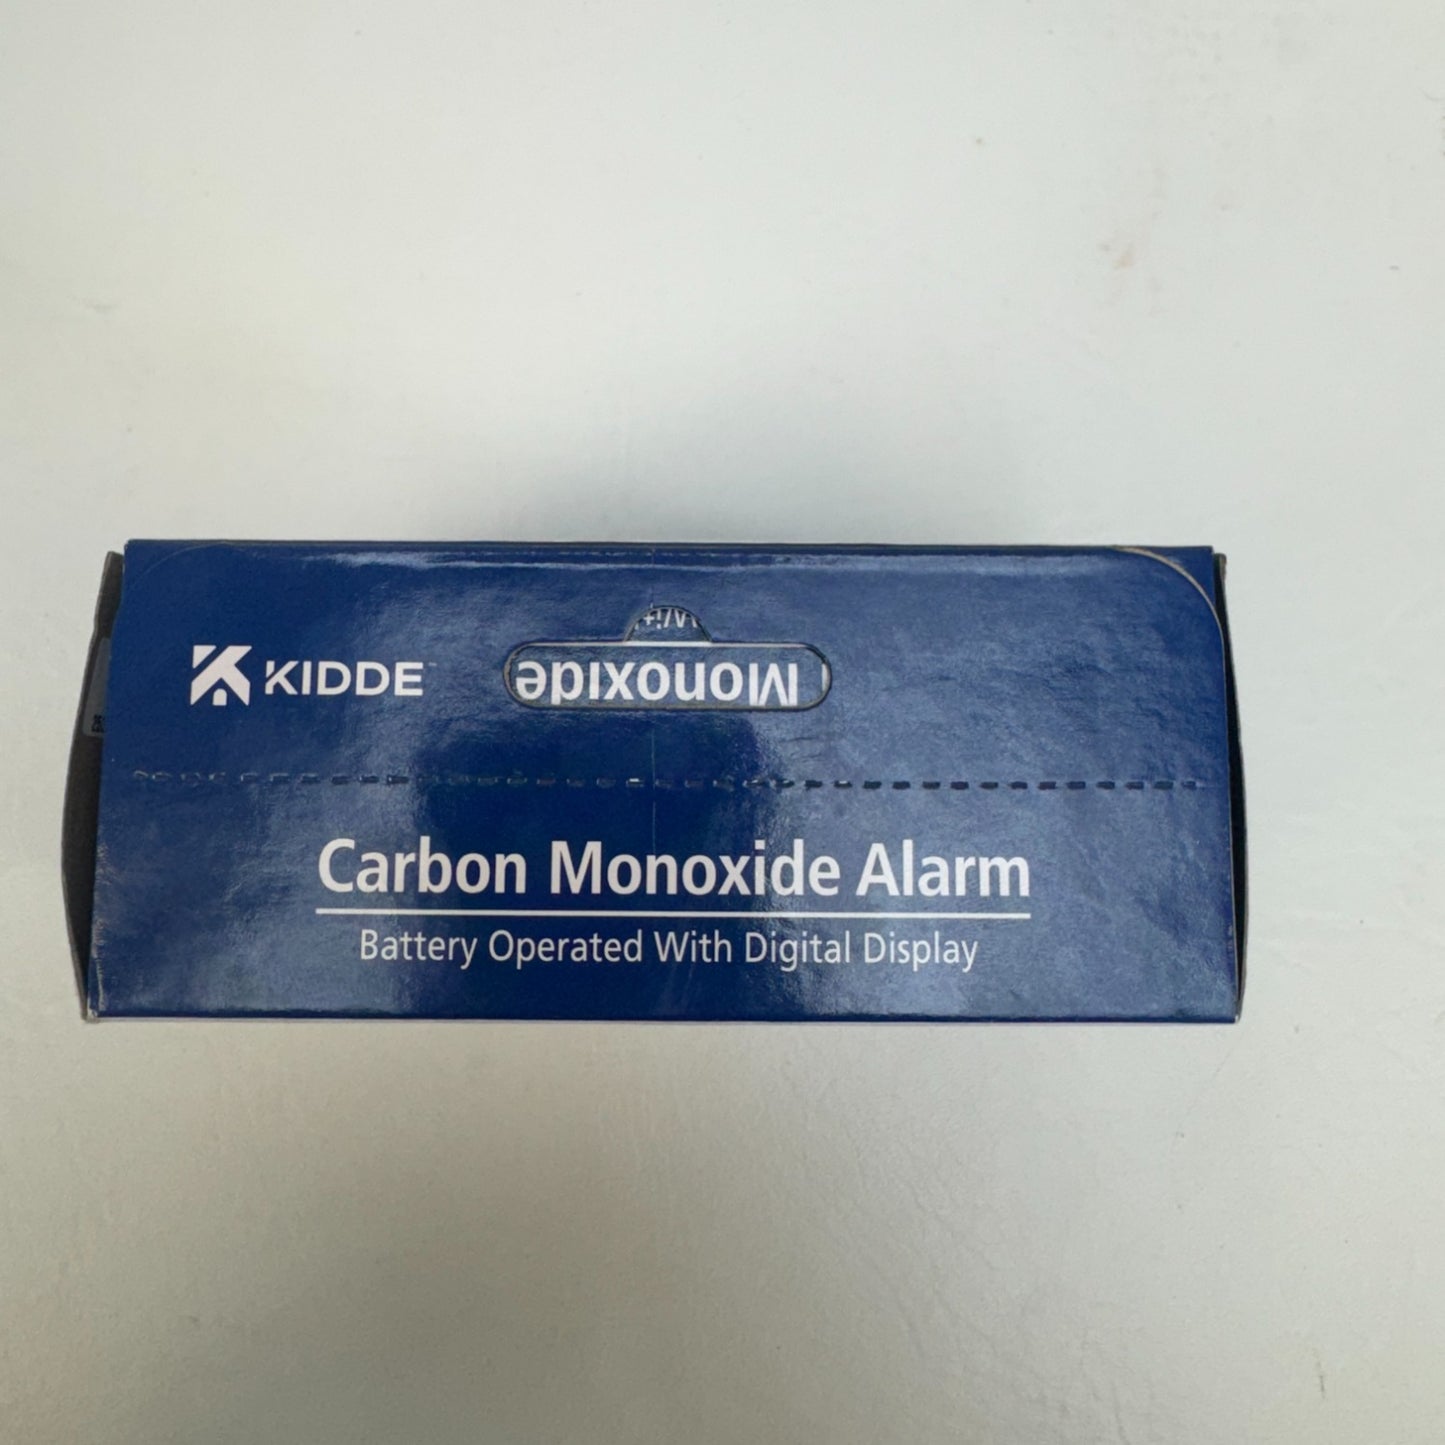 KIDDE
Monoxide
Carbon Monoxide Alarm
Battery Operated With Digital Display